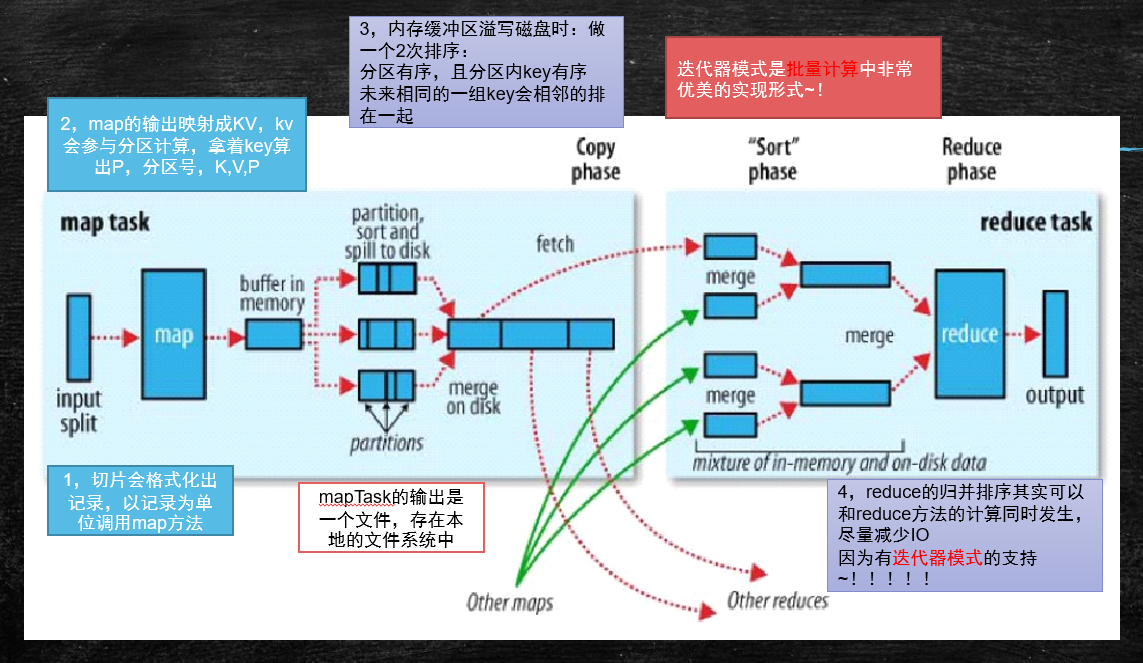 3，内存缓冲区溢写磁盘时：做
一个2次排序：
分区有序，且分区内key有序
未来相同的一组key会相邻的排
在一起
迭代器模式是批量计算中非常
优美的实现形式~！
2，map的输出映射成KV，kv
会参与分区计算，拿着key算
出P，分区号，K,V,P
Copy
phase
“Sort”
phase
Reduce
phase
map task
partition,
sort and
spill to disk
fetch
reduce task
buffer in
memory
map
input
split
merge
on disk
partitions
merge
merge
merge
reduce
output
mixture of in-memory and on-disk data
1，切片会格式化出
记录，以记录为单
位调用map方法
mapTask的输出是
一个文件，存在本
地的文件系统中
4，reduce的归并排序其实可以
和reduce方法的计算同时发生，
尽量减少IO
因为有迭代器模式的支持
~！！！！！
Other maps
Other reduces